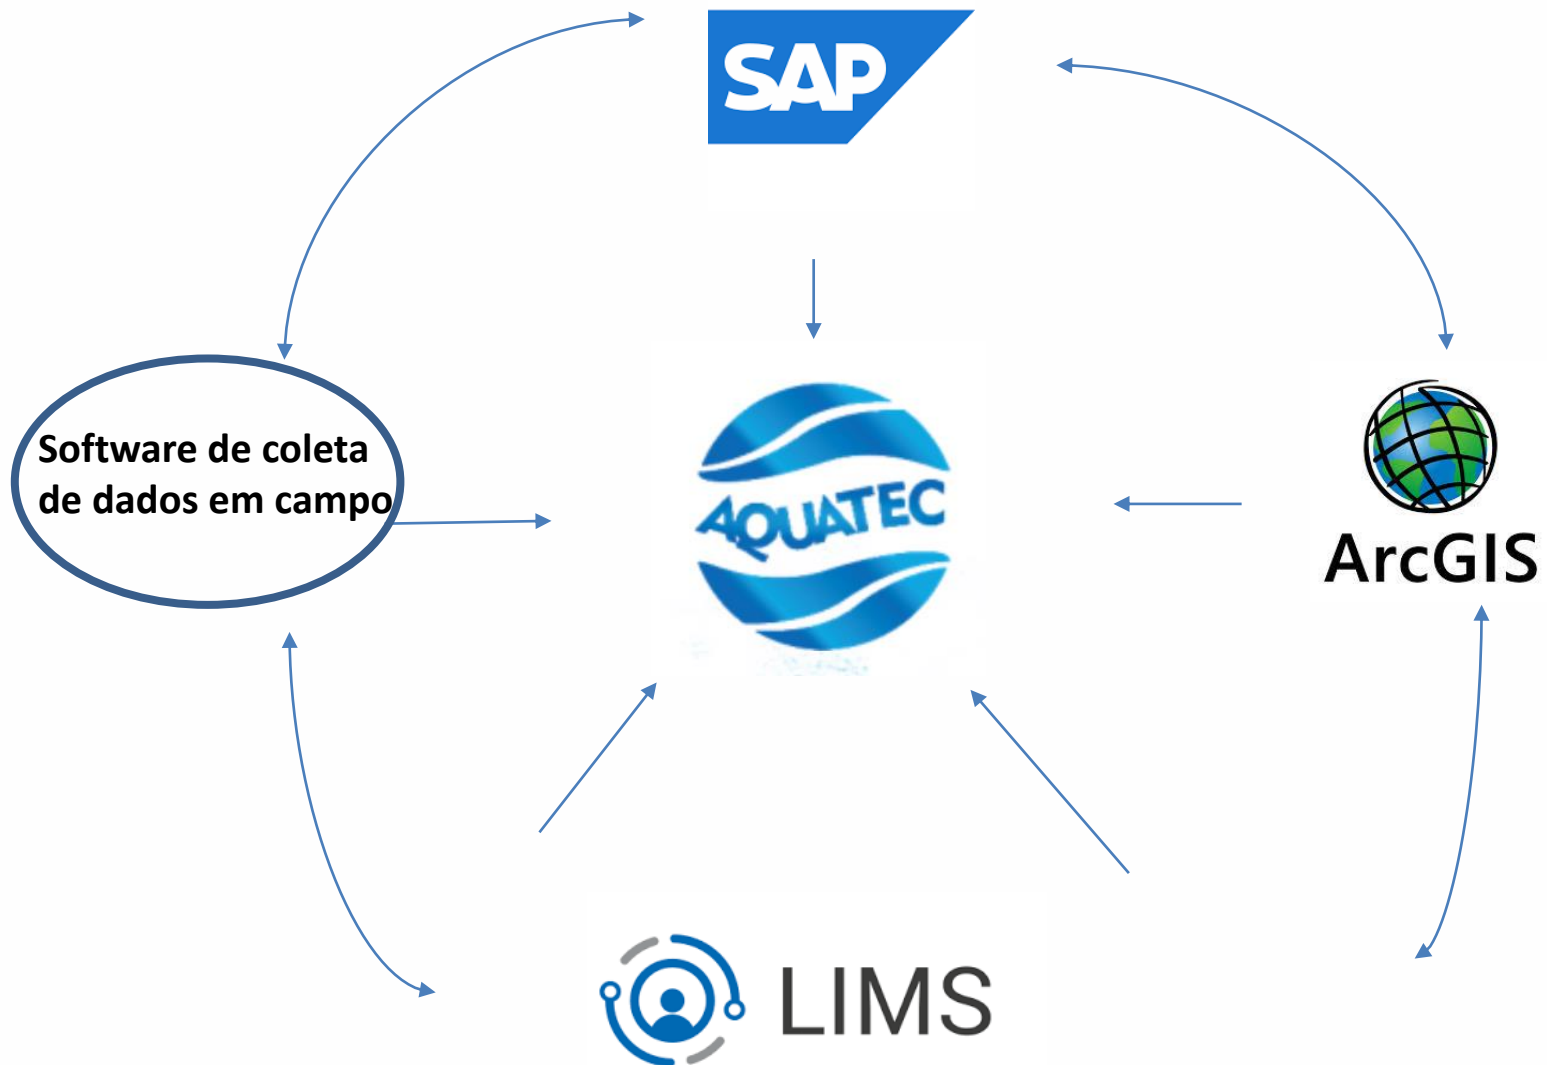 SAP
Software de coleta
de dados em campo
AQUATEC
ArcGIS
LIMS